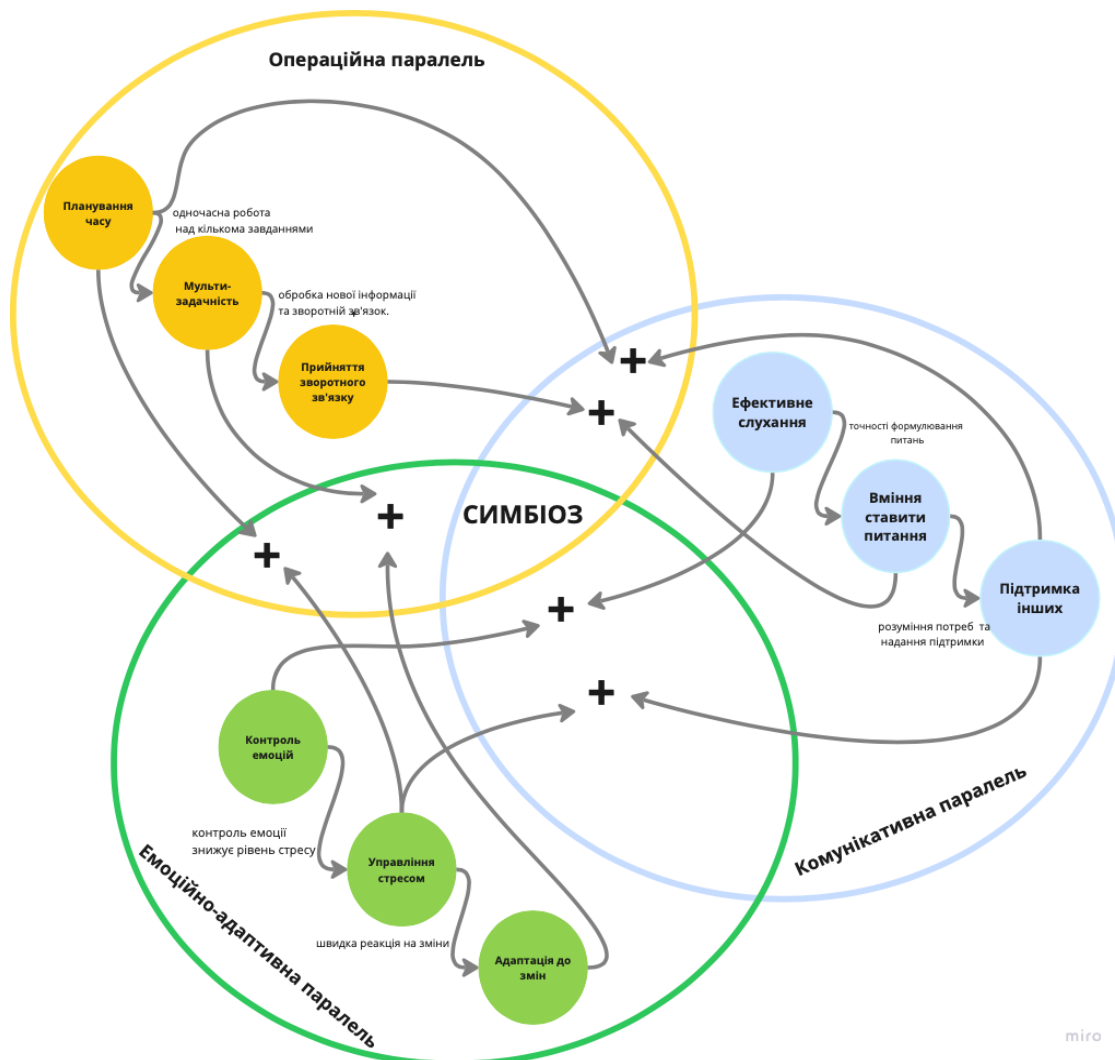 Операційна паралель
Планування
часу
одночасна робота
над кількома завданнями
Мульти-
задачність
обробка нової інформації
та зворотній зв'язок.
Прийняття
зворотного
зв'язку
+
+
Ефективне
слухання
точності формулювання
питань
Вміння
ставити
питання
Підтримка
інших
розуміння потреб та
надання підтримки
СИМБІОЗ
+
+
+
+
Контроль
емоцій
контроль емоції
знижує рівень стресу
Управління
стресом
швидка реакція на зміни
Адаптація до
змін
Емоційно-адаптивна паралель
Комунікативна паралель
miro